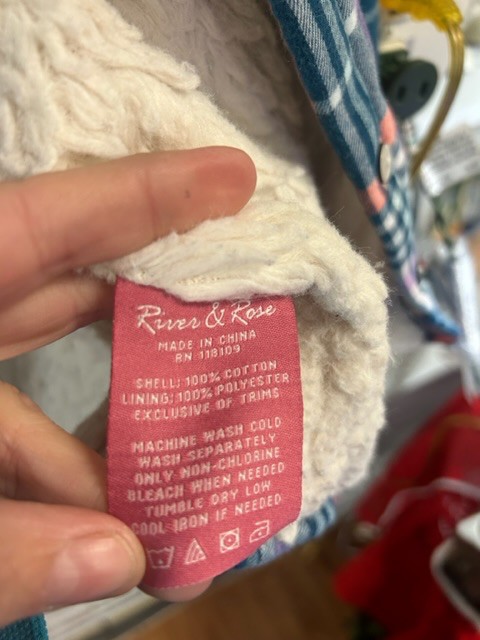 River & Rose
MADE IN CHINA
RN 118109
SHELL: 100% COTTON
LINING: 100% POLYESTER
EXCLUSIVE OF TRIMS
MACHINE WASH COLD
WASH SEPARATELY
ONLY NON-CHLORINE
BLEACH WHEN NEEDED
TUMBLE DRY LOW
COOL IRON IF NEEDED